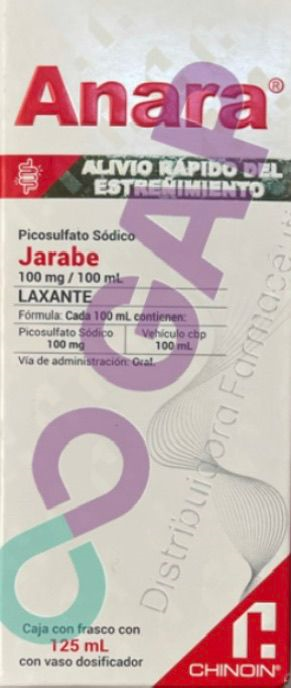 Anara®
ALIVIO RÁPIDO DEL
ESTREÑIMIENTO
Picosulfato Sódico
Jarabe
100 mg / 100 mL
LAXANTE
Fórmula: Cada 100 mL contienen:
Picosulfato Sódico Vehículo cbp
100 mg 100 mL
Vía de administración: Oral.
GAP
Distribuidora Farmacéuti
Caja con frasco con
125 mL
con vaso dosificador
CHINOIN®